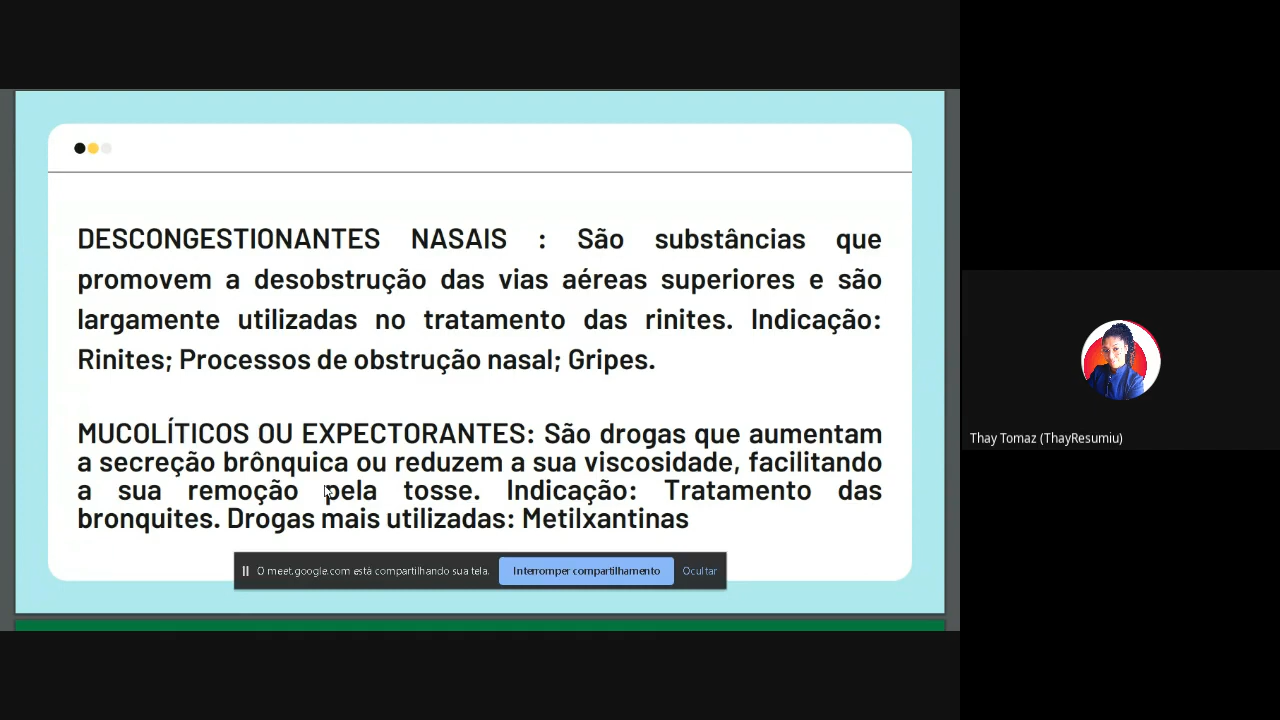 DESCONGESTIONANTES NASAIS : São substâncias que
promovem a desobstrução das vias aéreas superiores e são
largamente utilizadas no tratamento das rinites. Indicação:
Rinites; Processos de obstrução nasal; Gripes.
MUCOLÍTICOS OU EXPECTORANTES: São drogas que aumentam
a secreção brônquica ou reduzem a sua viscosidade, facilitando
a sua remoção pela tosse. Indicação: Tratamento das
bronquites. Drogas mais utilizadas: Metilxantinas
O meet.google.com está compartilhando sua tela.
Interromper compartilhamento
Ocultar
Thay Tomaz (ThayResumiu)